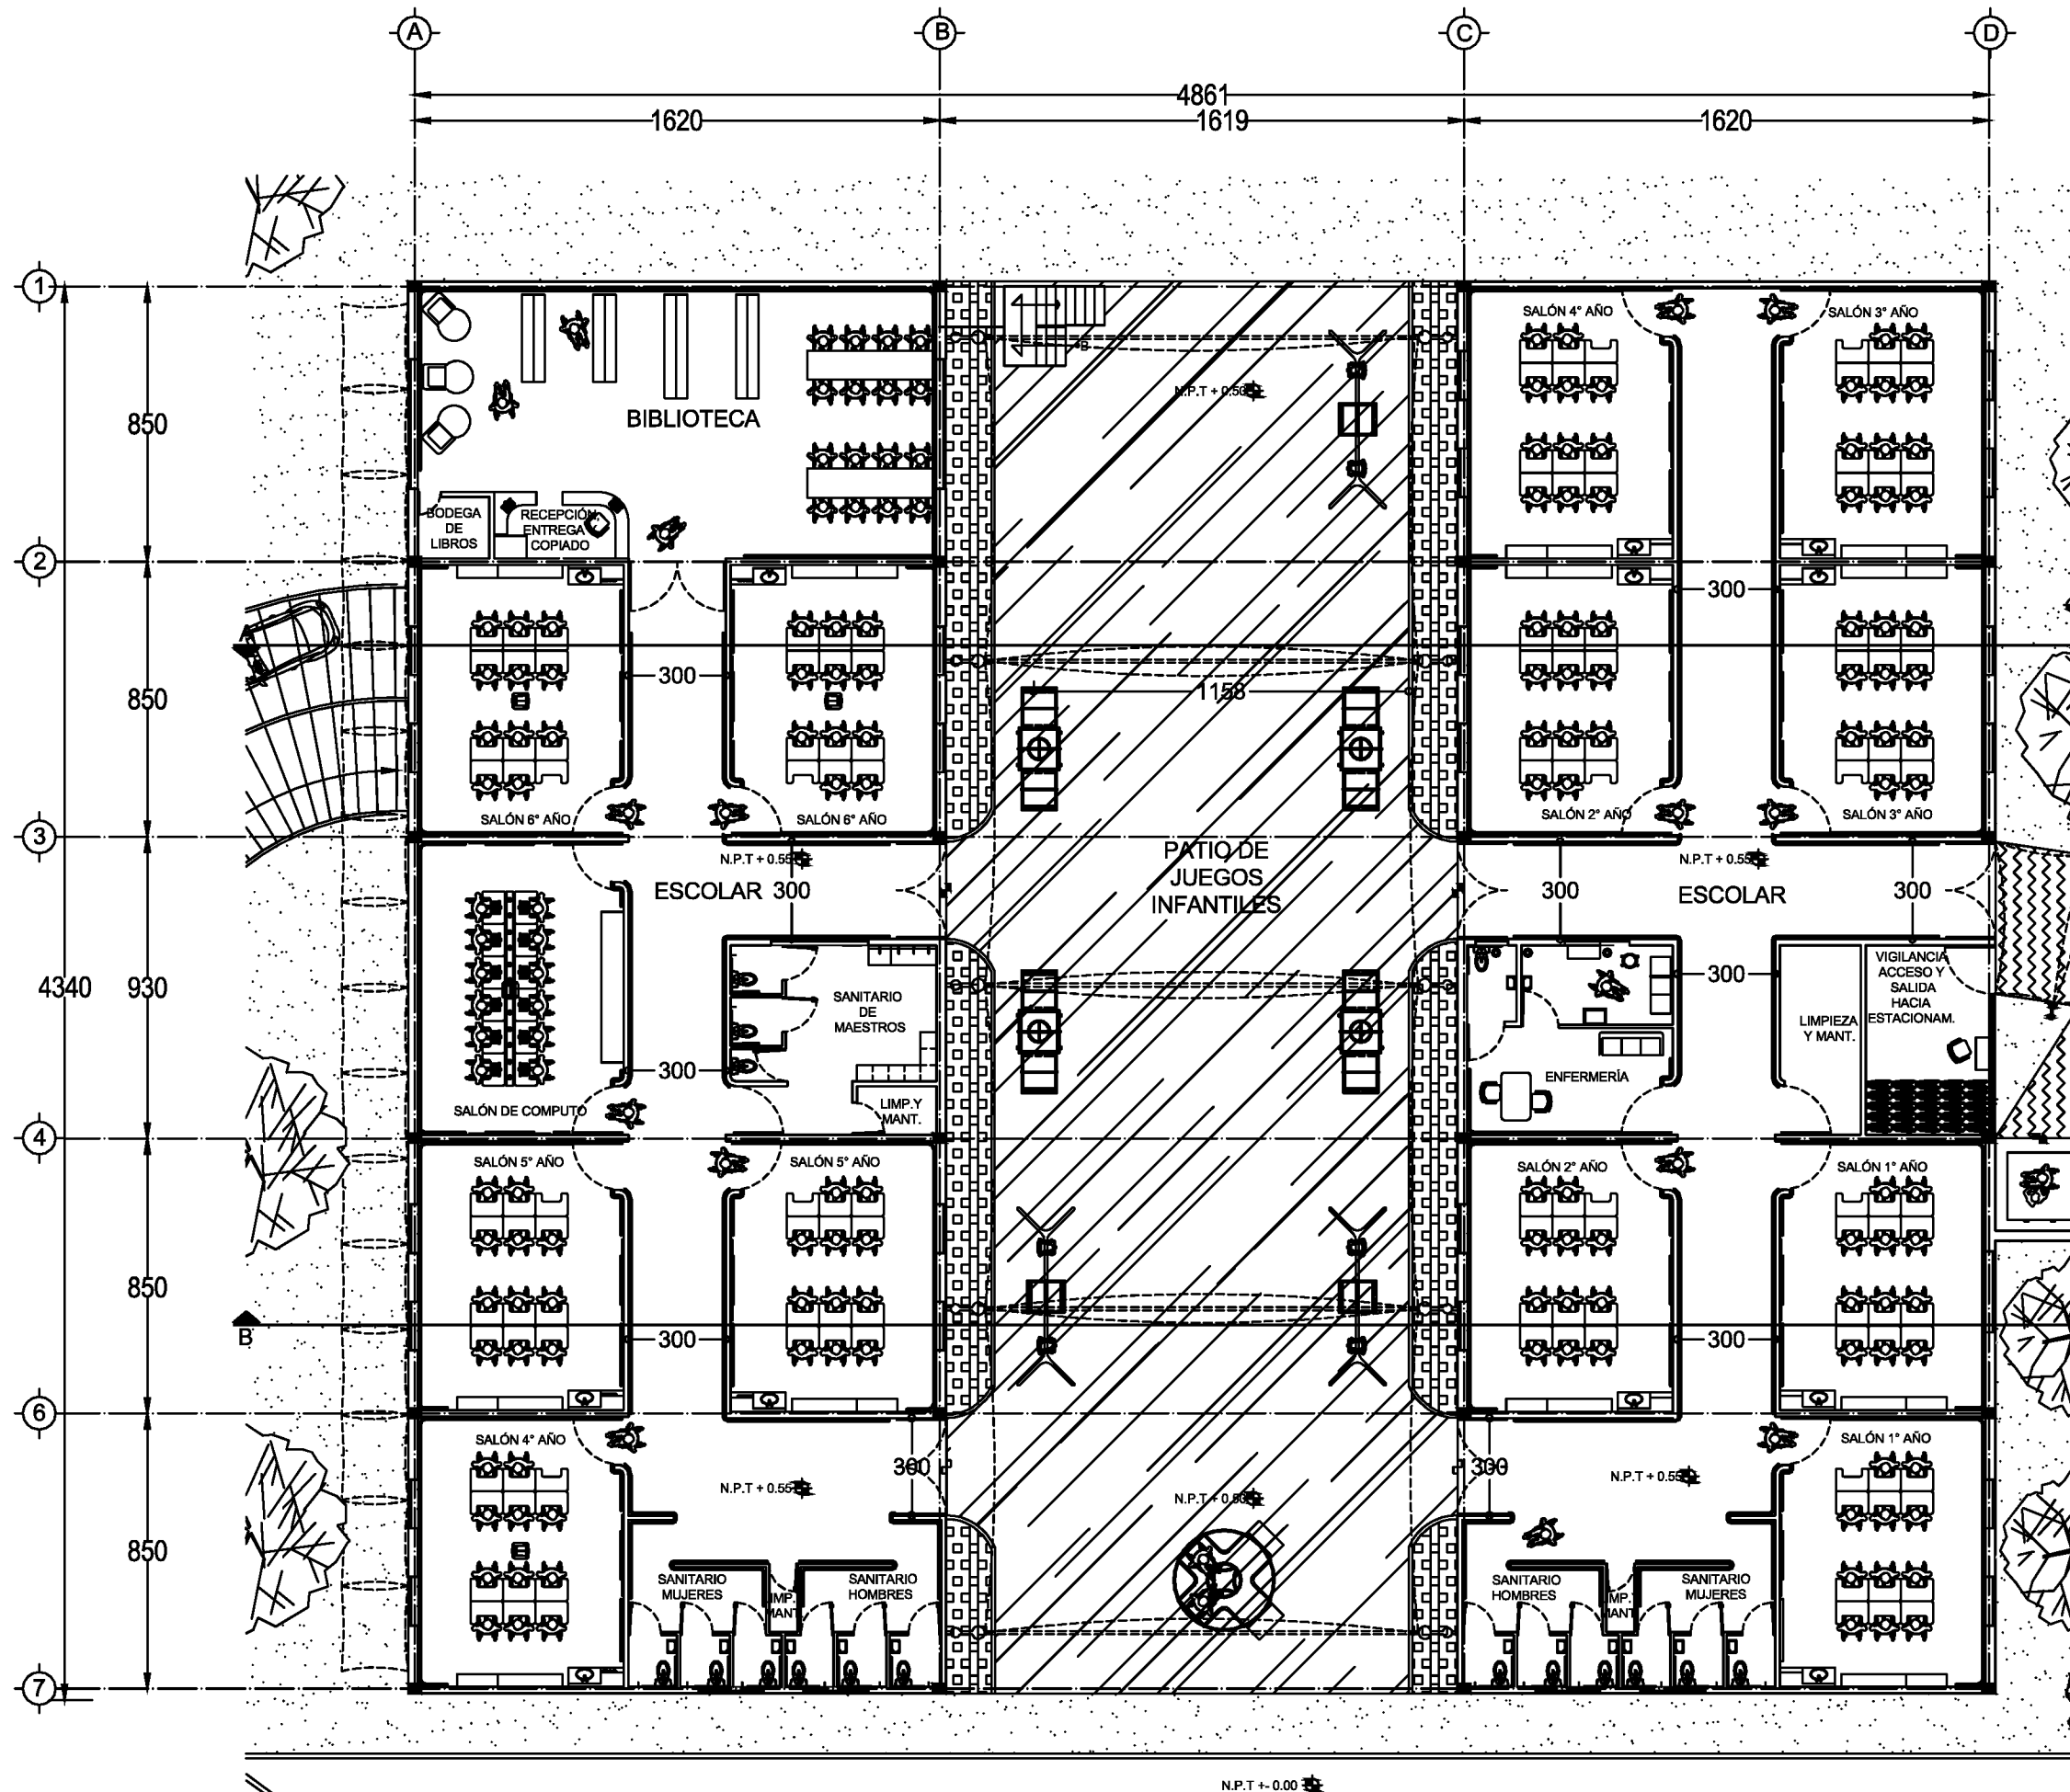 A
B
C
D
4861
1620
1619
1620
1
850
2
850
3
4340
930
4
850
6
850
7
BIBLIOTECA
BODEGA
DE
LIBROS
RECEPCIÓN,
ENTREGA
COPIADO
300
SALÓN 6° AÑO
SALÓN 6° AÑO
N.P.T + 0.55
ESCOLAR
300
SANITARIO
DE
MAESTROS
300
SALÓN DE COMPUTO
LIMP.Y
MANT.
SALÓN 5° AÑO
SALÓN 5° AÑO
B'
300
SALÓN 4° AÑO
300
N.P.T + 0.55
SANITARIO
MUJERES
SANITARIO
HOMBRES
B
N.P.T + 0.50
1158
PATIO DE
JUEGOS
INFANTILES
N.P.T + 0.50
SALÓN 4° AÑO
SALÓN 3° AÑO
300
SALÓN 2° AÑO
SALÓN 3° AÑO
N.P.T + 0.55
300
ESCOLAR
300
300
VIGILANCIA
ACCESO Y
SALIDA
HACIA
ESTACIONAM.
LIMPIEZA
Y MANT.
ENFERMERÍA
SALÓN 2° AÑO
SALÓN 1° AÑO
300
SALÓN 1° AÑO
300
N.P.T + 0.55
SANITARIO
HOMBRES
SANITARIO
MUJERES
N.P.T +- 0.00